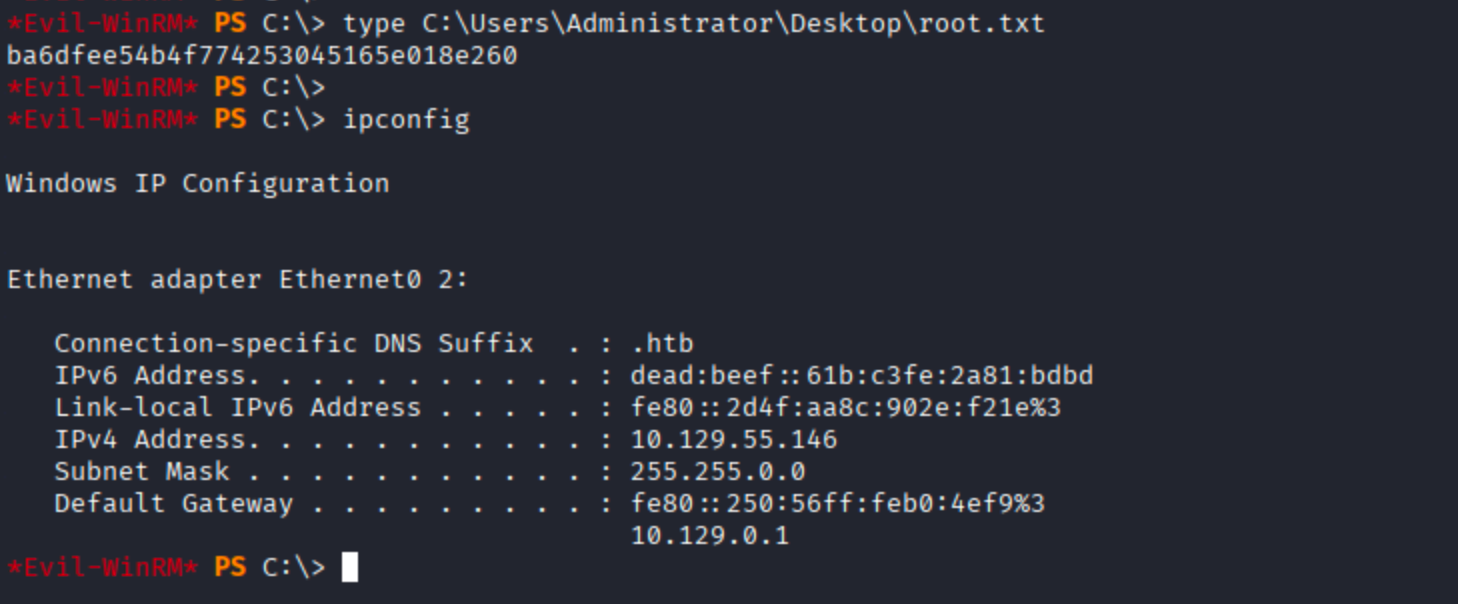 *Evil-WinRM* PS C:\> type C:\Users\Administrator\Desktop\root.txt
ba6dfee54b4f774253045165e018e260
*Evil-WinRM* PS C:\>
*Evil-WinRM* PS C:\> ipconfig
Windows IP Configuration
Ethernet adapter Ethernet0 2:
Connection-specific DNS Suffix . : .htb
IPv6 Address. . . . . . . . . . . : dead:beef::61b:c3fe:2a81:bdbd
Link-local IPv6 Address . . . . . : fe80::2d4f:aa8c:902e:f21e%3
IPv4 Address. . . . . . . . . . . : 10.129.55.146
Subnet Mask . . . . . . . . . . . : 255.255.0.0
Default Gateway . . . . . . . . . : fe80::250:56ff:feb0:4ef9%3
10.129.0.1
*Evil-WinRM* PS C:\>